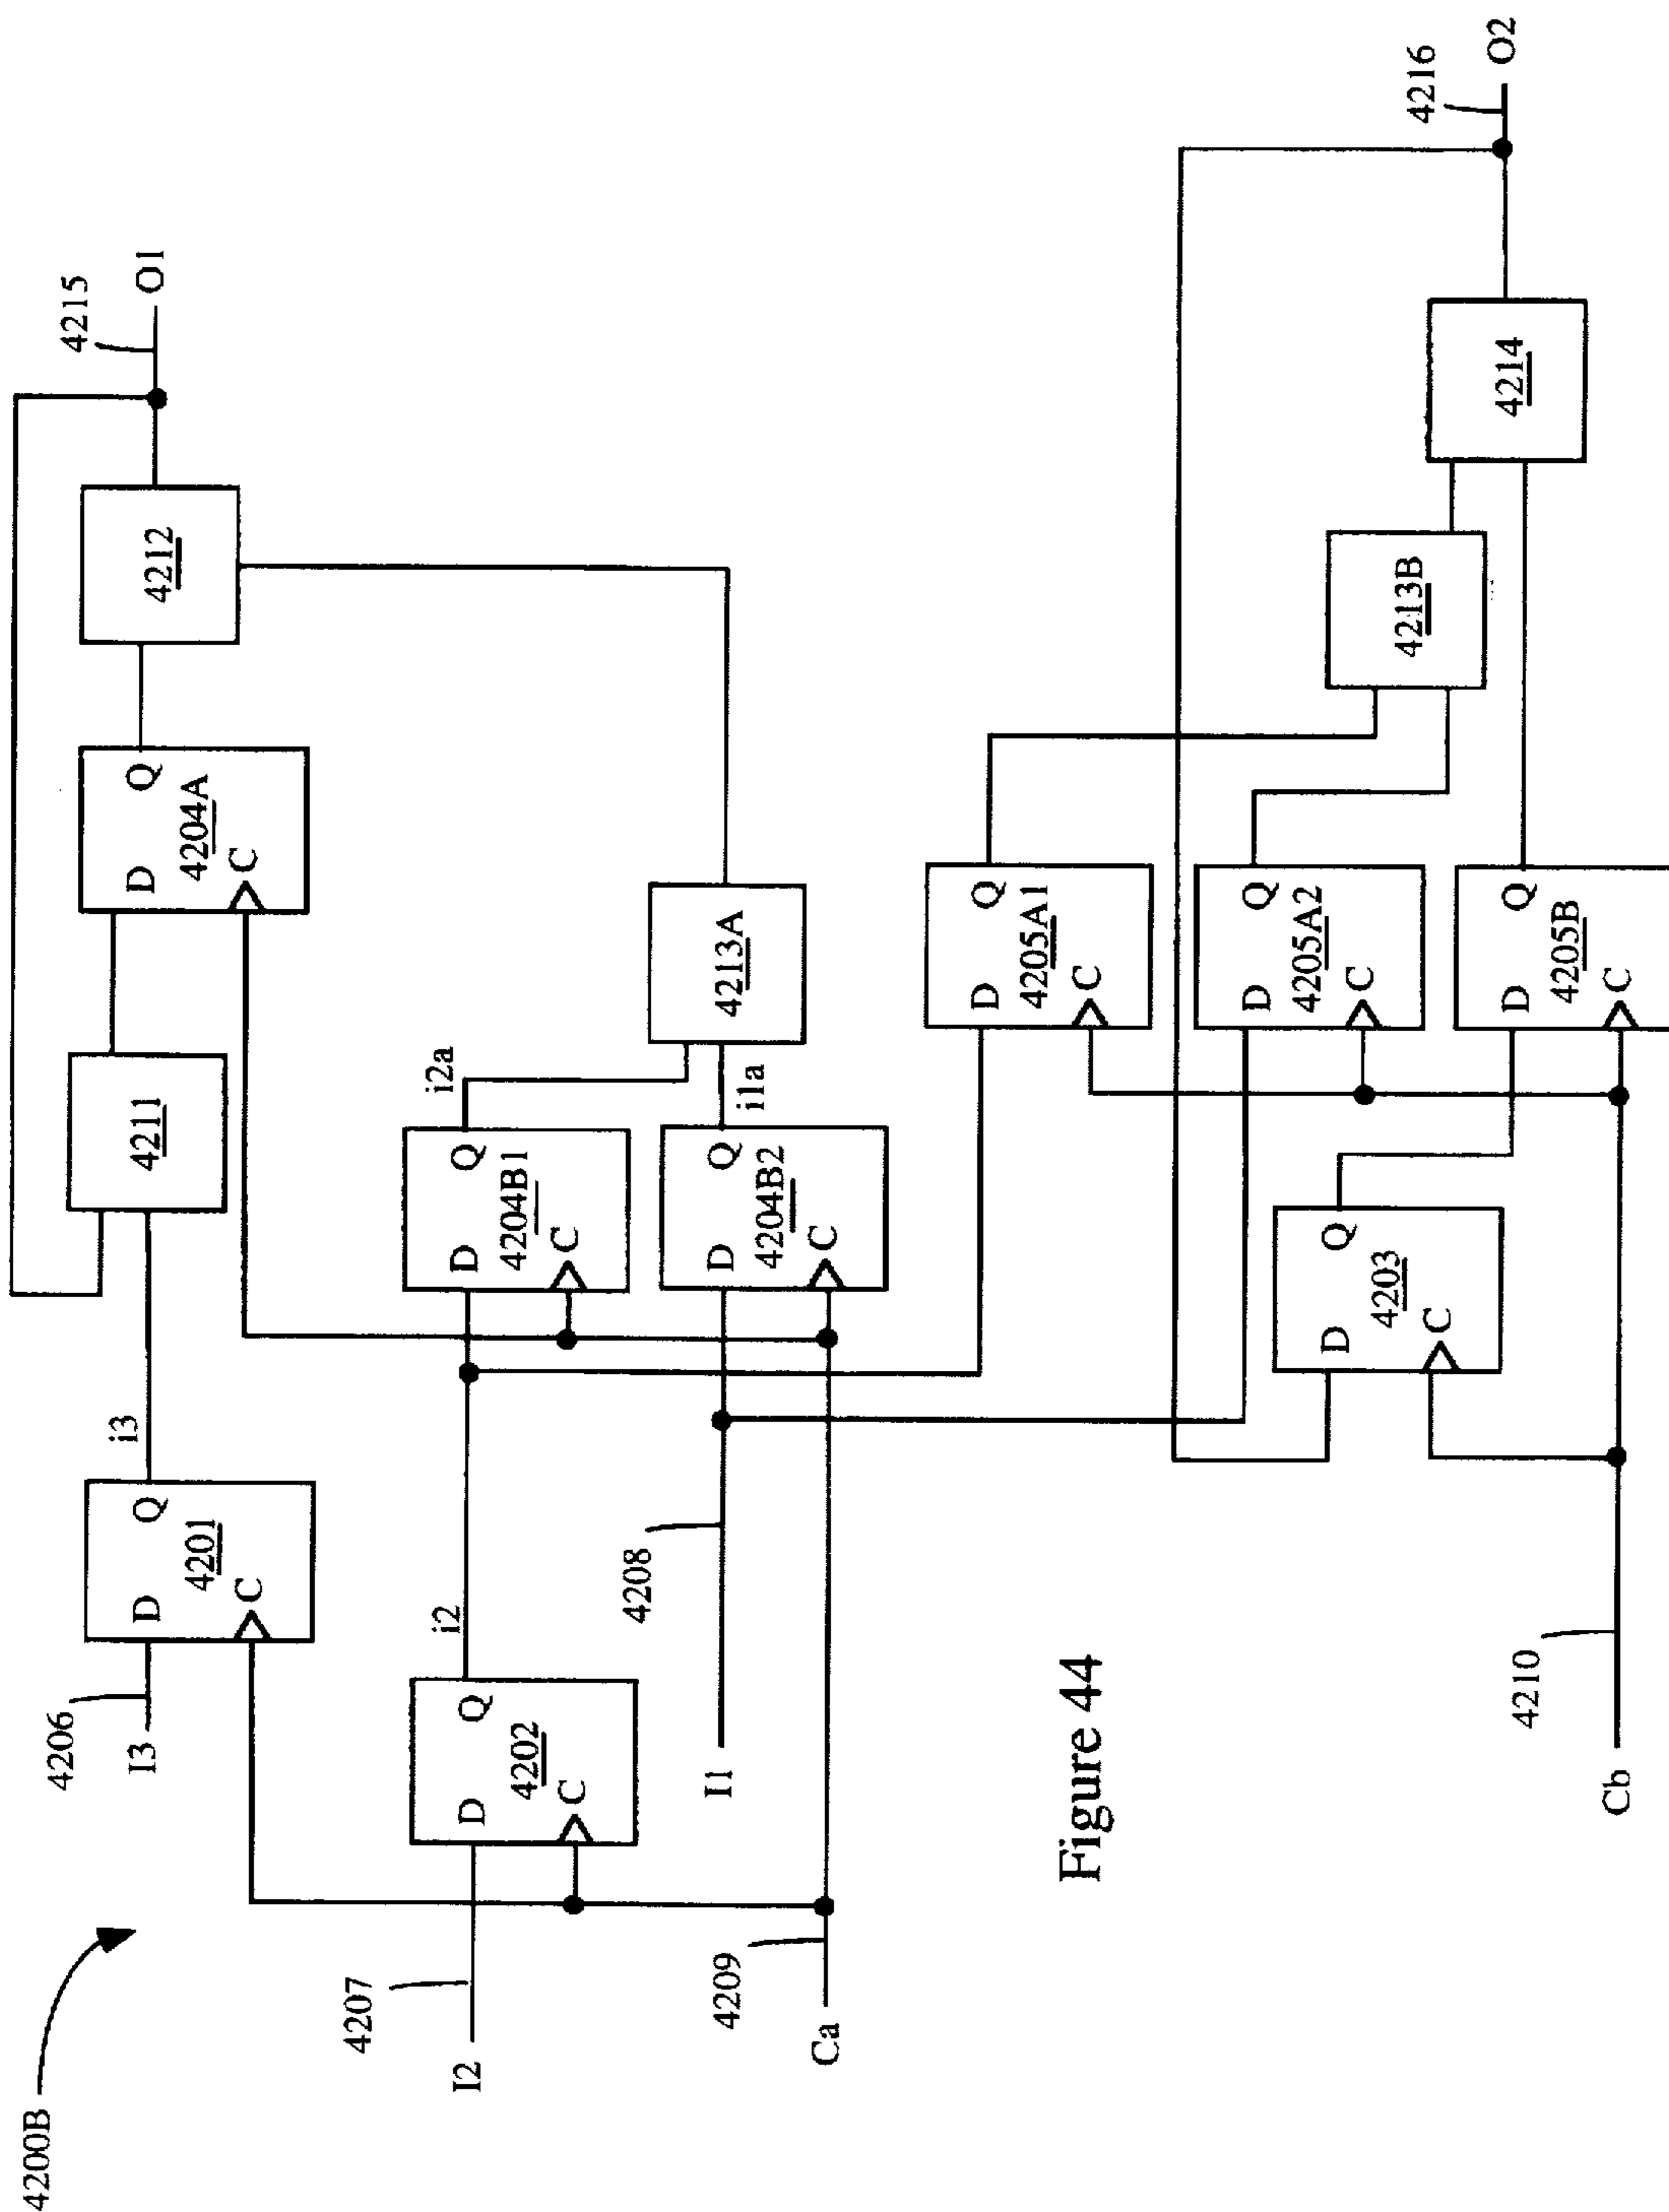 4200B
4206
I3
D
Q
4201
C
i3
4211
D
Q
4204A
C
4212
4215
O1
4207
I2
D
Q
4202
C
i2
D
Q
4204B1
C
i2a
4208
I1
D
Q
4204B2
C
i1a
4213A
4209
Ca
D
Q
4205A1
C
D
Q
4205A2
C
4213B
D
Q
4203
C
D
Q
4205B
C
4214
4216
O2
4210
Cb
Figure 44